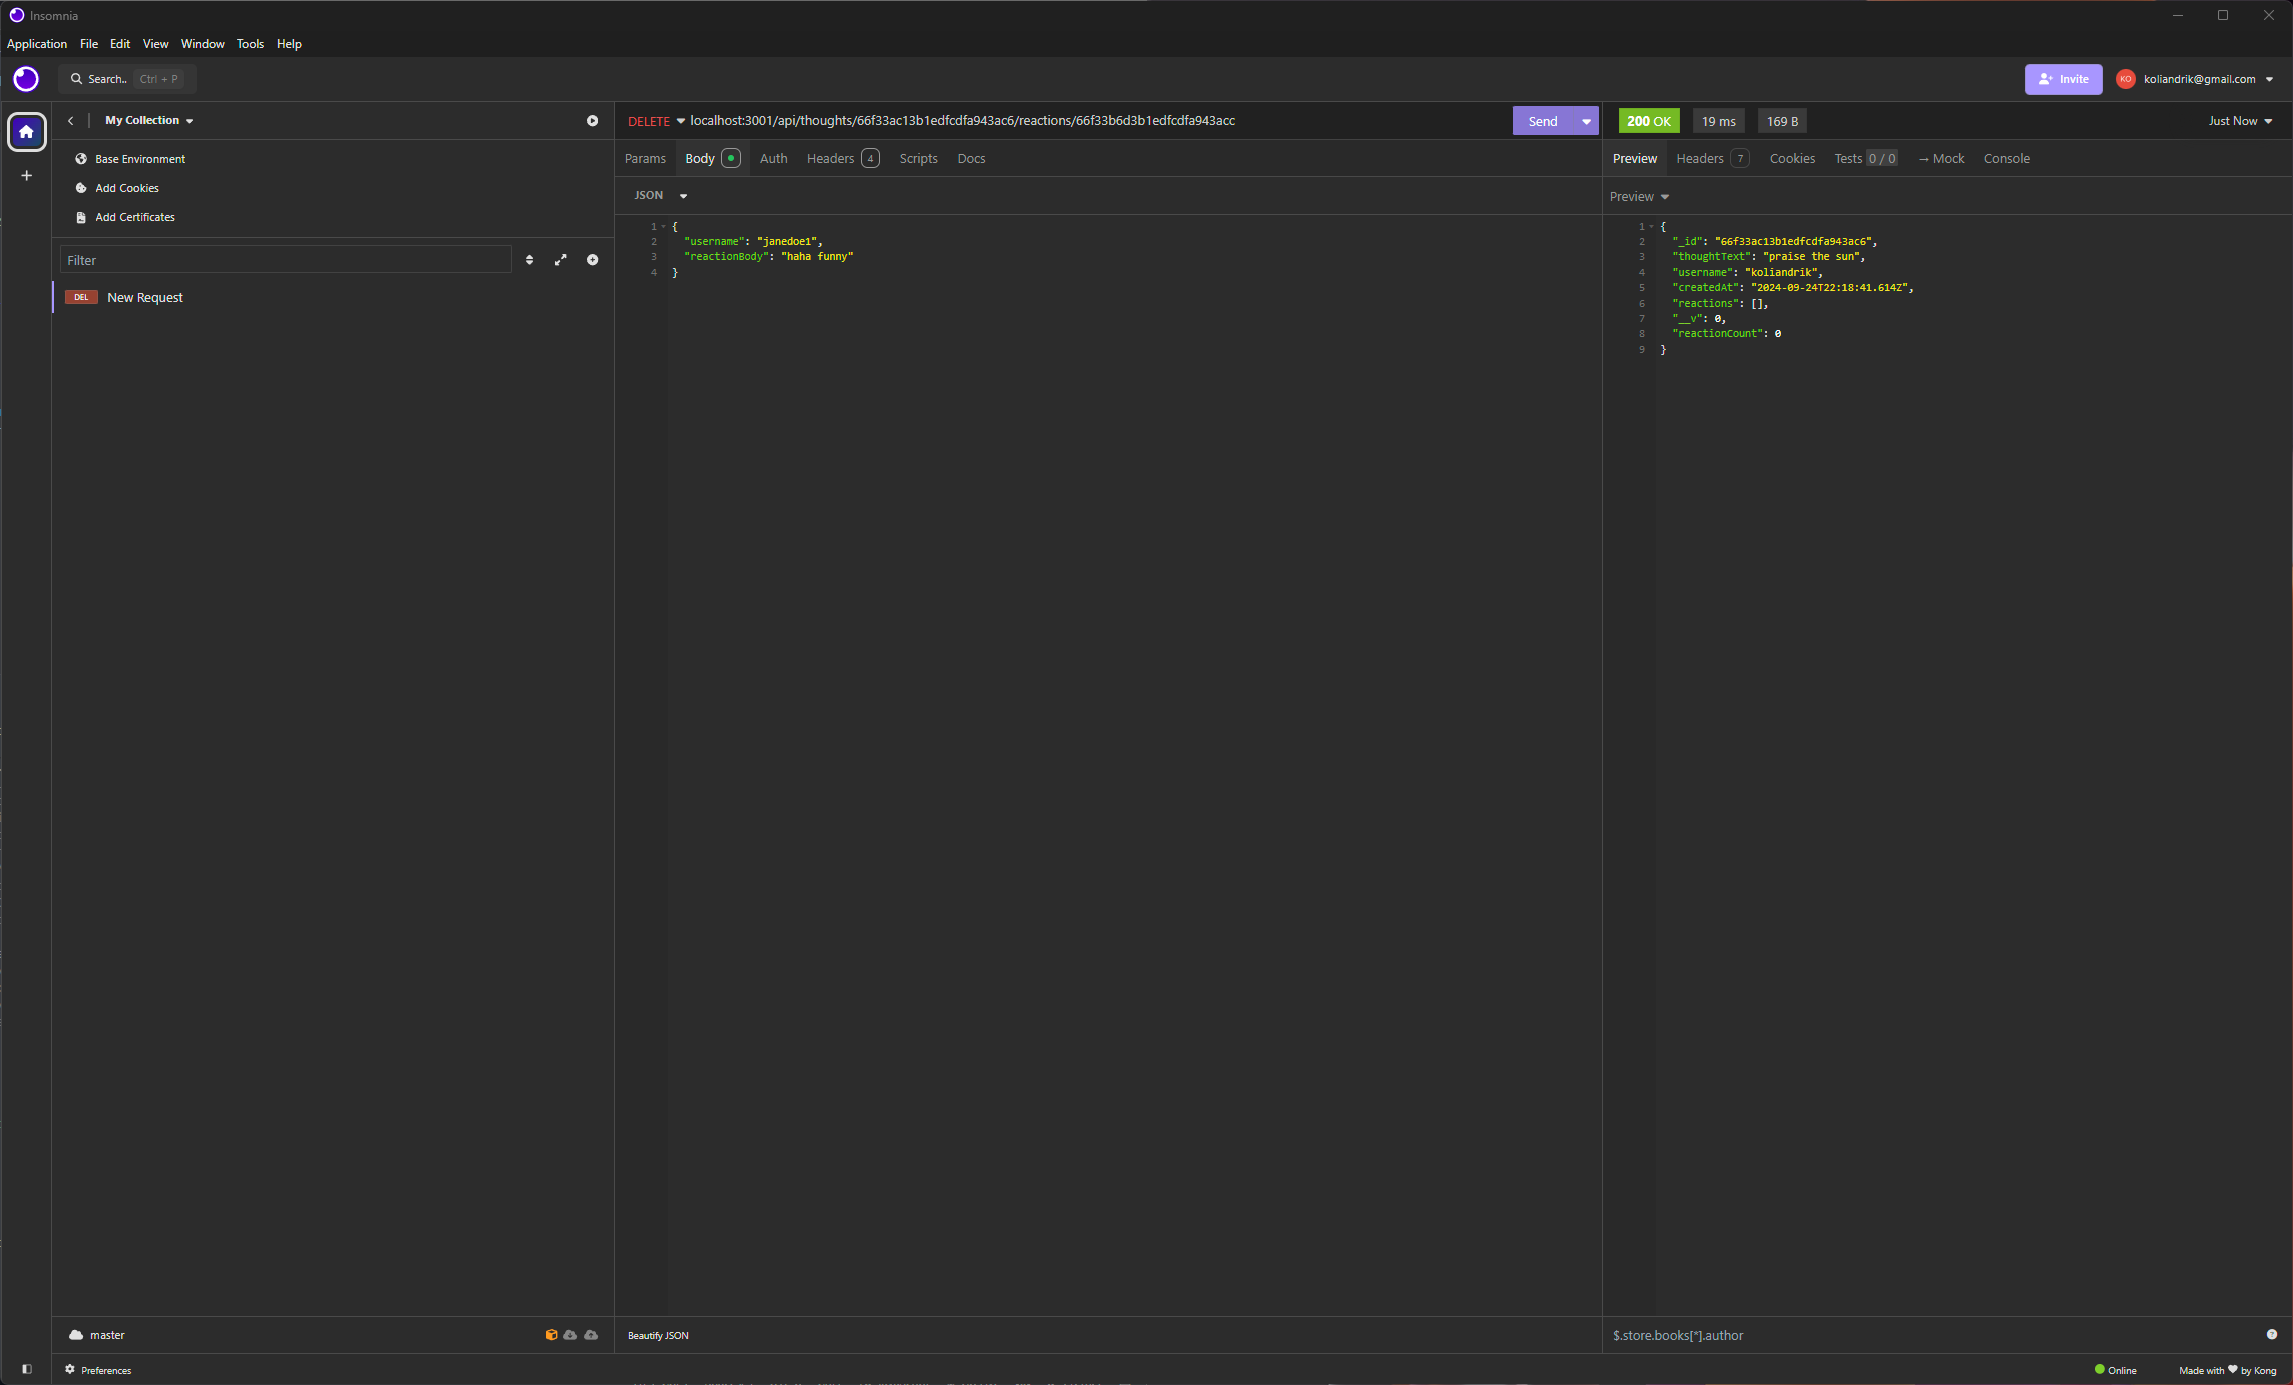 Insomnia
Application File Edit View Window Tools Help
Search.. Ctrl + P
Invite
KO koliandrik@gmail.com
My Collection
Base Environment
Add Cookies
Add Certificates
Filter
DEL New Request
DELETE localhost:3001/api/thoughts/66f33ac13b1edfcdfa943ac6/reactions/66f33b6d3b1edfcdfa943acc
Send
Params Body Auth Headers 4 Scripts Docs
JSON
1 {
2 "username": "janedoe1",
3 "reactionBody": "haha funny"
4 }
200 OK 19 ms 169 B Just Now
Preview Headers 7 Cookies Tests 0 / 0 → Mock Console
Preview
1 {
2 "_id": "66f33ac13b1edfcdfa943ac6",
3 "thoughtText": "praise the sun",
4 "username": "koliandrik",
5 "createdAt": "2024-09-24T22:18:41.614Z",
6 "reactions": [],
7 "__v": 0,
8 "reactionCount": 0
9 }
master
Beautify JSON
$.store.books[*].author
Preferences
Online
Made with ♥ by Kong